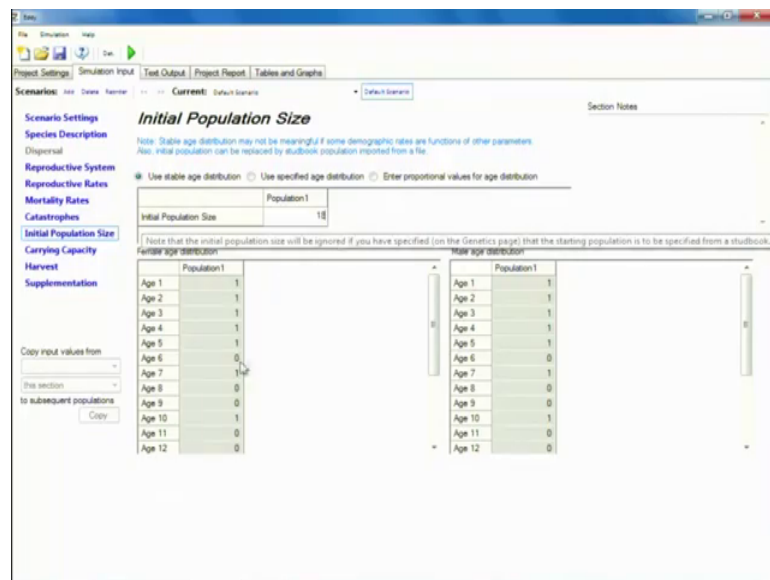 File Simulation Help
Project Settings Simulation Input Text Output Project Report Tables and Graphs
Scenarios: Add Delete Reorder Current: Default Scenario Default Scenario
Section Notes
Scenario Settings
Species Description
Dispersal
Reproductive System
Reproductive Rates
Mortality Rates
Catastrophes
Initial Population Size
Carrying Capacity
Harvest
Supplementation
Copy input values from
this section
to subsequent populations
Copy
Initial Population Size
Note: Stable age distribution may not be meaningful if some demographic rates are functions of other parameters.
Also, initial population can be replaced by studbook population imported from a file.
Use stable age distribution Use specified age distribution Enter proportional values for age distribution
Population1
Initial Population Size
Note that the initial population size will be ignored if you have specified (on the Genetics page) that the starting population is to be specified from a studbook.
Female age distribution
Population1
Age 1 1
Age 2 1
Age 3 1
Age 4 1
Age 5 1
Age 6 0
Age 7 1
Age 8 0
Age 9 0
Age 10 1
Age 11 0
Age 12 0
Male age distribution
Population1
Age 1 1
Age 2 1
Age 3 1
Age 4 1
Age 5 1
Age 6 0
Age 7 1
Age 8 0
Age 9 0
Age 10 1
Age 11 0
Age 12 0